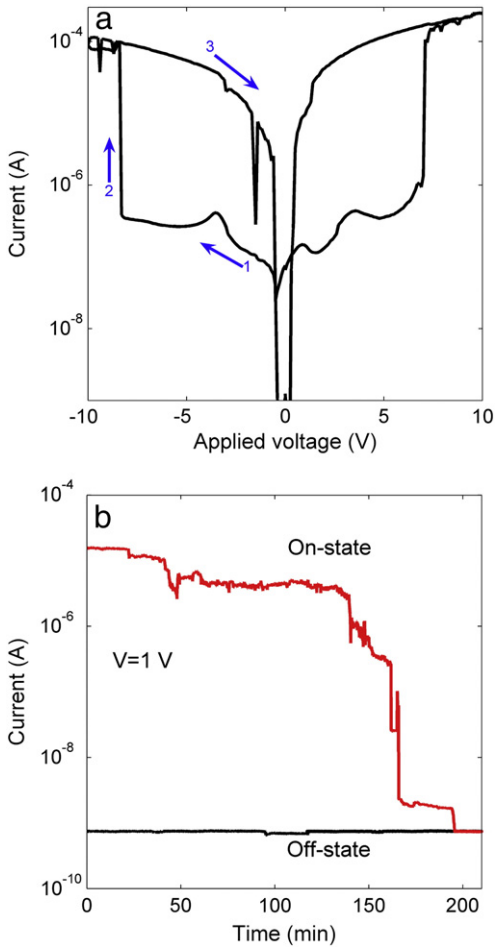 a
Current (A)
10⁻⁴
10⁻⁶
10⁻⁸
3
2
1
-10
-5
0
5
10
Applied voltage (V)
b
Current (A)
10⁻⁴
10⁻⁶
10⁻⁸
10⁻¹⁰
On-state
V=1 V
Off-state
0
50
100
150
200
Time (min)